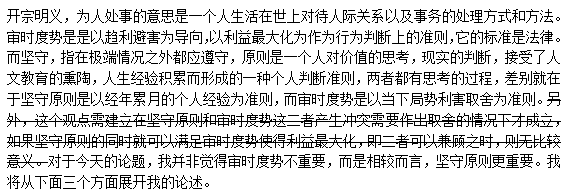 开宗明义，为人处事的意思是一个人生活在世上对待人际关系以及事务的处理方式和方法。
审时度势是是以趋利避害为导向，以利益最大化为作为行为判断上的准则，它的标准是法律。
而坚守，指在极端情况之外都应遵守，原则是一个人对价值的思考，现实的判断，接受了人
文教育的熏陶，人生经验积累而形成的一种个人判断准则，两者都有思考的过程，差别就在
于坚守原则是以经年累月的个人经验为准则，而审时度势是以当下局势利害取舍为准则。另
外，这个观点需建立在坚守原则和审时度势这二者产生冲突需要作出取舍的情况下才成立，
如果坚守原则的同时就可以满足审时度势使得利益最大化，即二者可以兼顾之时，则无比较
意义。对于今天的论题，我并非觉得审时度势不重要，而是相较而言，坚守原则更重要。我
将从下面三个方面展开我的论述。